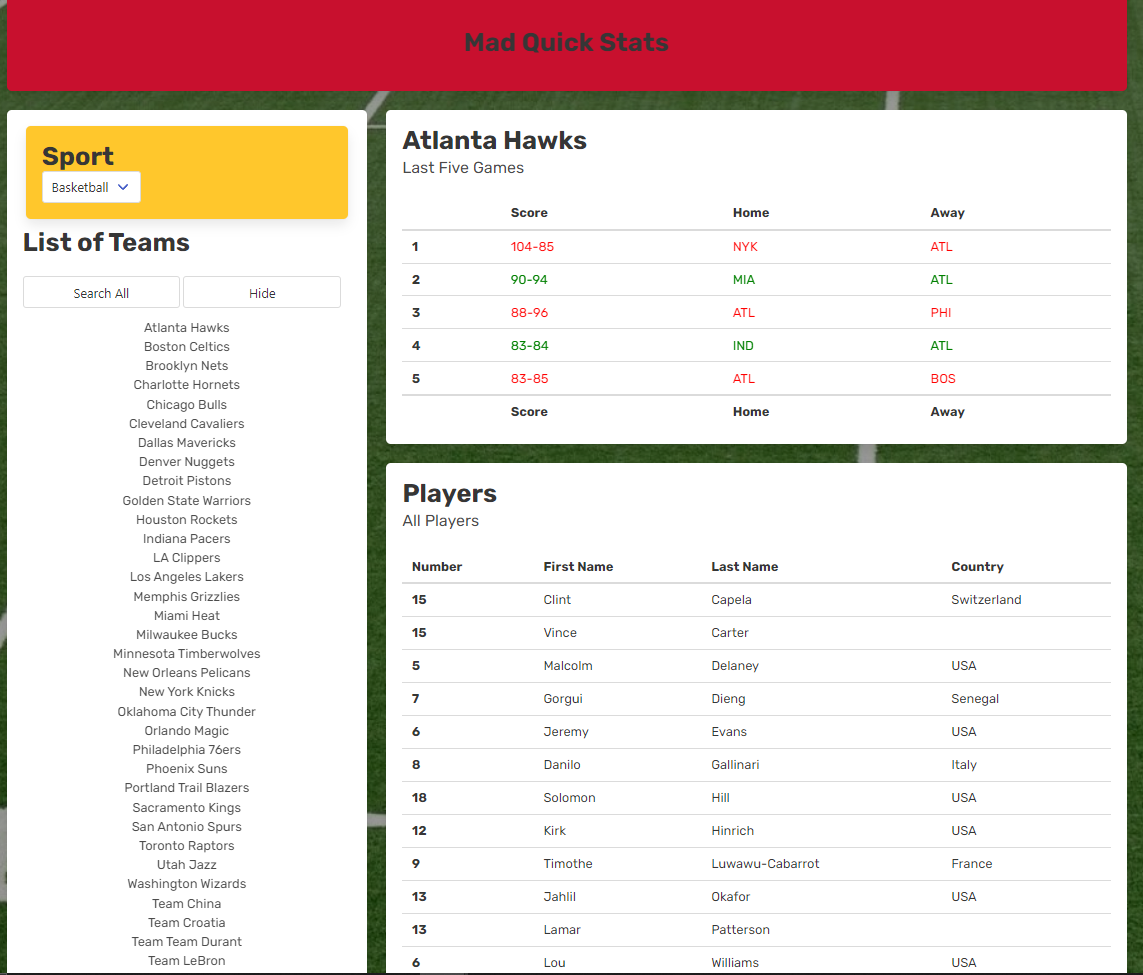 Mad Quick Stats
Sport
Basketball
List of Teams
Search All Hide
Atlanta Hawks
Boston Celtics
Brooklyn Nets
Charlotte Hornets
Chicago Bulls
Cleveland Cavaliers
Dallas Mavericks
Denver Nuggets
Detroit Pistons
Golden State Warriors
Houston Rockets
Indiana Pacers
LA Clippers
Los Angeles Lakers
Memphis Grizzlies
Miami Heat
Milwaukee Bucks
Minnesota Timberwolves
New Orleans Pelicans
New York Knicks
Oklahoma City Thunder
Orlando Magic
Philadelphia 76ers
Phoenix Suns
Portland Trail Blazers
Sacramento Kings
San Antonio Spurs
Toronto Raptors
Utah Jazz
Washington Wizards
Team China
Team Croatia
Team Team Durant
Team LeBron
Atlanta Hawks
Last Five Games
Score Home Away
1 104-85 NYK ATL
2 90-94 MIA ATL
3 88-96 ATL PHI
4 83-84 IND ATL
5 83-85 ATL BOS
Score Home Away
Players
All Players
Number First Name Last Name Country
15 Clint Capela Switzerland
15 Vince Carter
5 Malcolm Delaney USA
7 Gorgui Dieng Senegal
6 Jeremy Evans USA
8 Danilo Gallinari Italy
18 Solomon Hill USA
12 Kirk Hinrich USA
9 Timothe Luwawu-Cabarrot France
13 Jahlil Okafor USA
13 Lamar Patterson
6 Lou Williams USA